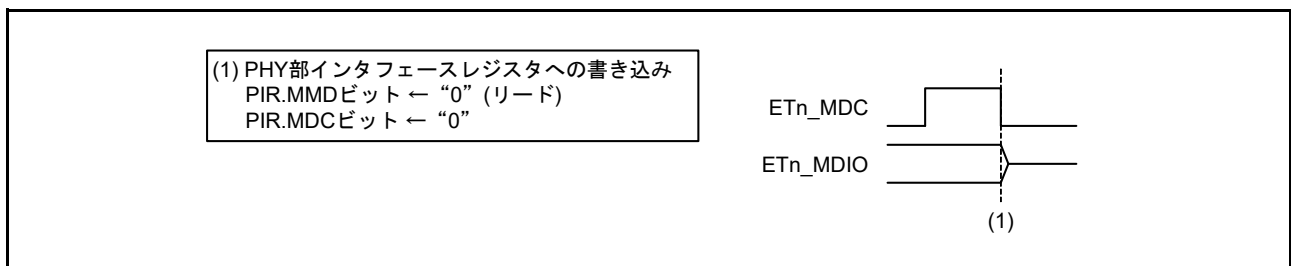 (1) PHY部インタフェースレジスタへの書き込み
PIR.MMDビット ← “0” (リード)
PIR.MDCビット ← “0”
ETn_MDC
ETn_MDIO
(1)